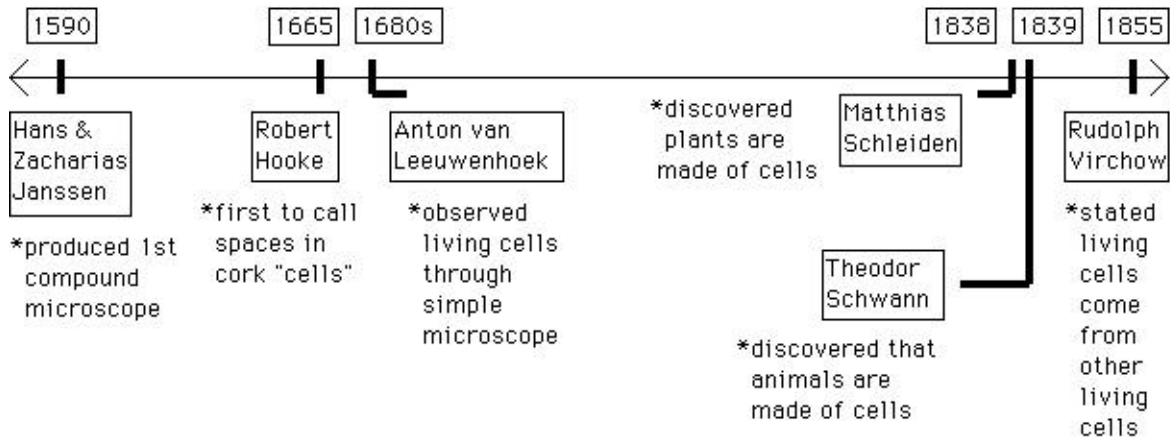 1590
1665
1680s
1838
1839
1855
Hans &
Zacharias
Janssen
*produced 1st
compound
microscope
Robert
Hooke
*first to call
spaces in
cork "cells"
Anton van
Leeuwenhoek
*observed
living cells
through
simple
microscope
*discovered
plants are
made of cells
Matthias
Schleiden
Theodor
Schwann
*discovered that
animals are
made of cells
Rudolph
Virchow
*stated
living
cells
come
from
other
living
cells